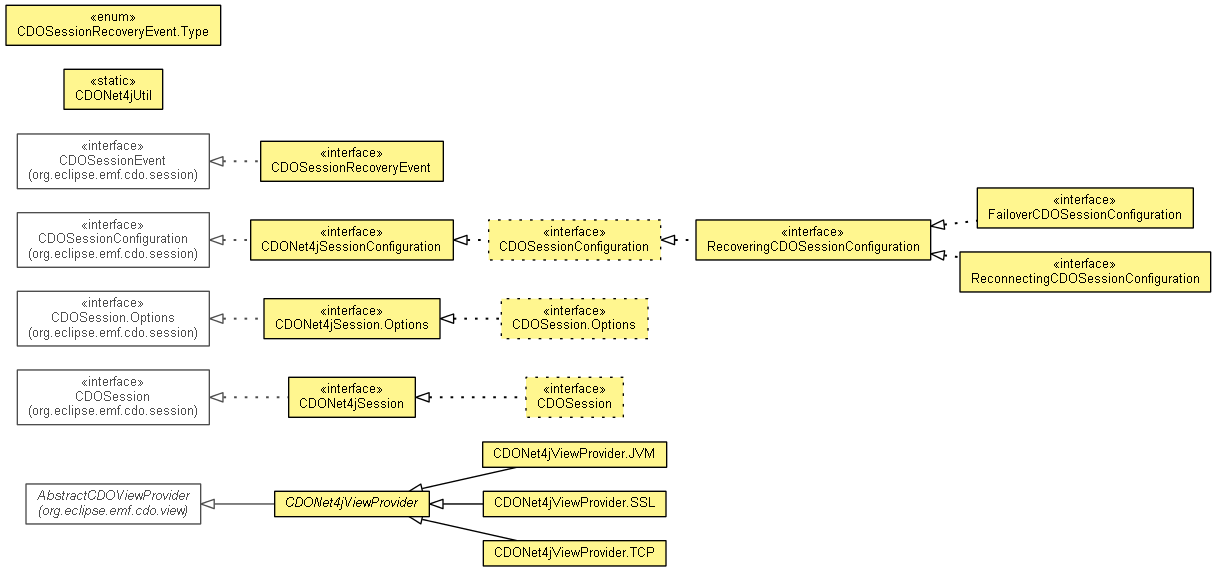 «enum»
CDOSessionRecoveryEvent.Type
«static»
CDONet4jUtil
«interface»
CDOSessionEvent
(org.eclipse.emf.cdo.session)
«interface»
CDOSessionRecoveryEvent
«interface»
CDOSessionConfiguration
(org.eclipse.emf.cdo.session)
«interface»
CDONet4jSessionConfiguration
«interface»
CDOSessionConfiguration
«interface»
RecoveringCDOSessionConfiguration
«interface»
FailoverCDOSessionConfiguration
«interface»
ReconnectingCDOSessionConfiguration
«interface»
CDOSession.Options
(org.eclipse.emf.cdo.session)
«interface»
CDONet4jSession.Options
«interface»
CDOSession.Options
«interface»
CDOSession
(org.eclipse.emf.cdo.session)
«interface»
CDONet4jSession
«interface»
CDOSession
AbstractCDOViewProvider
(org.eclipse.emf.cdo.view)
CDONet4jViewProvider
CDONet4jViewProvider.JVM
CDONet4jViewProvider.SSL
CDONet4jViewProvider.TCP